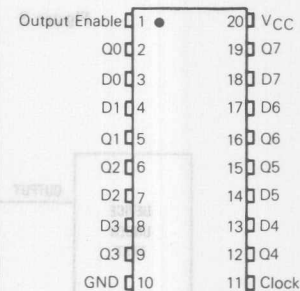 Output Enable 1 20 VCC
Q0 2 19 Q7
D0 3 18 D7
D1 4 17 D6
Q1 5 16 Q6
Q2 6 15 Q5
D2 7 14 D5
D3 8 13 D4
Q3 9 12 Q4
GND 10 11 Clock
OUTPUT